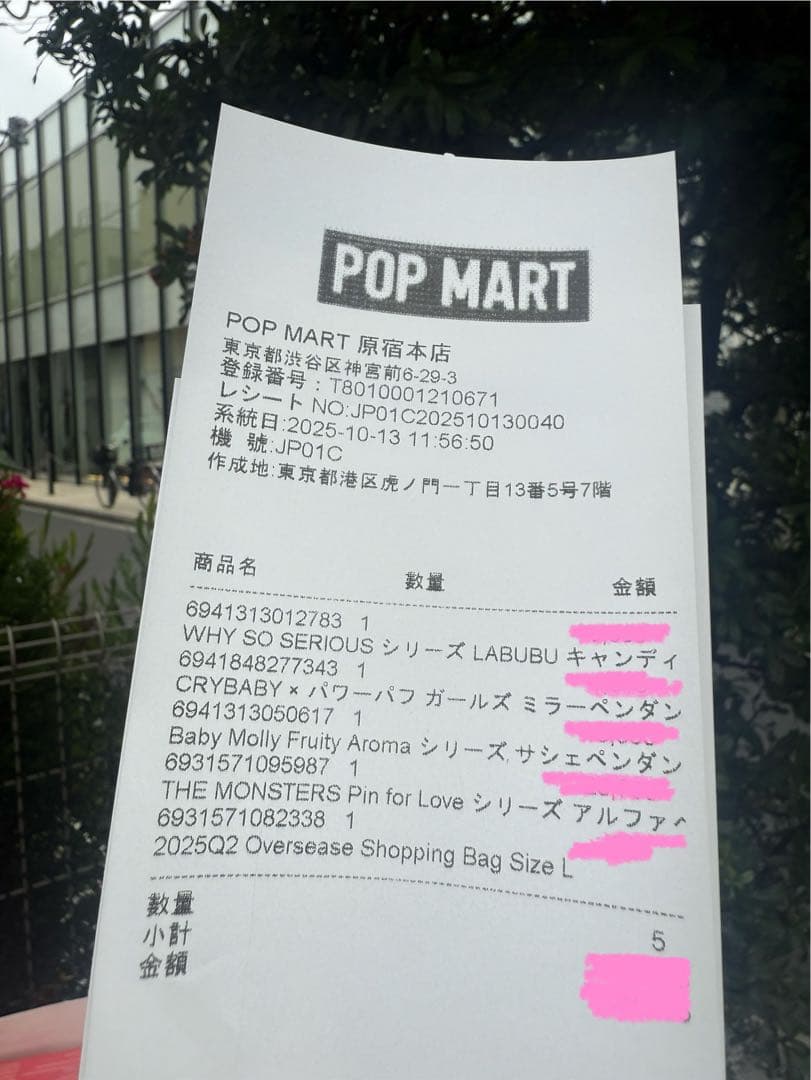 POP MART
POP MART 原宿本店
東京都渋谷区神宮前6-29-3
登録番号：T8010001210671
レシート NO:JP01C202510130040
系統日:2025-10-13 11:56:50
機 號:JP01C
作成地:東京都港区虎ノ門一丁目13番5号7階
商品名 数量 金額
6941313012783 1
WHY SO SERIOUS シリーズ LABUBU キャンディ
6941848277343 1
CRYBABY × パワーパフ ガールズ ミラーペンダン
6941313050617 1
Baby Molly Fruity Aroma シリーズ サシェペンダン
6931571095987 1
THE MONSTERS Pin for Love シリーズ アルファベ
6931571082338 1
2025Q2 Oversease Shopping Bag Size L
数量 5
小計
金額